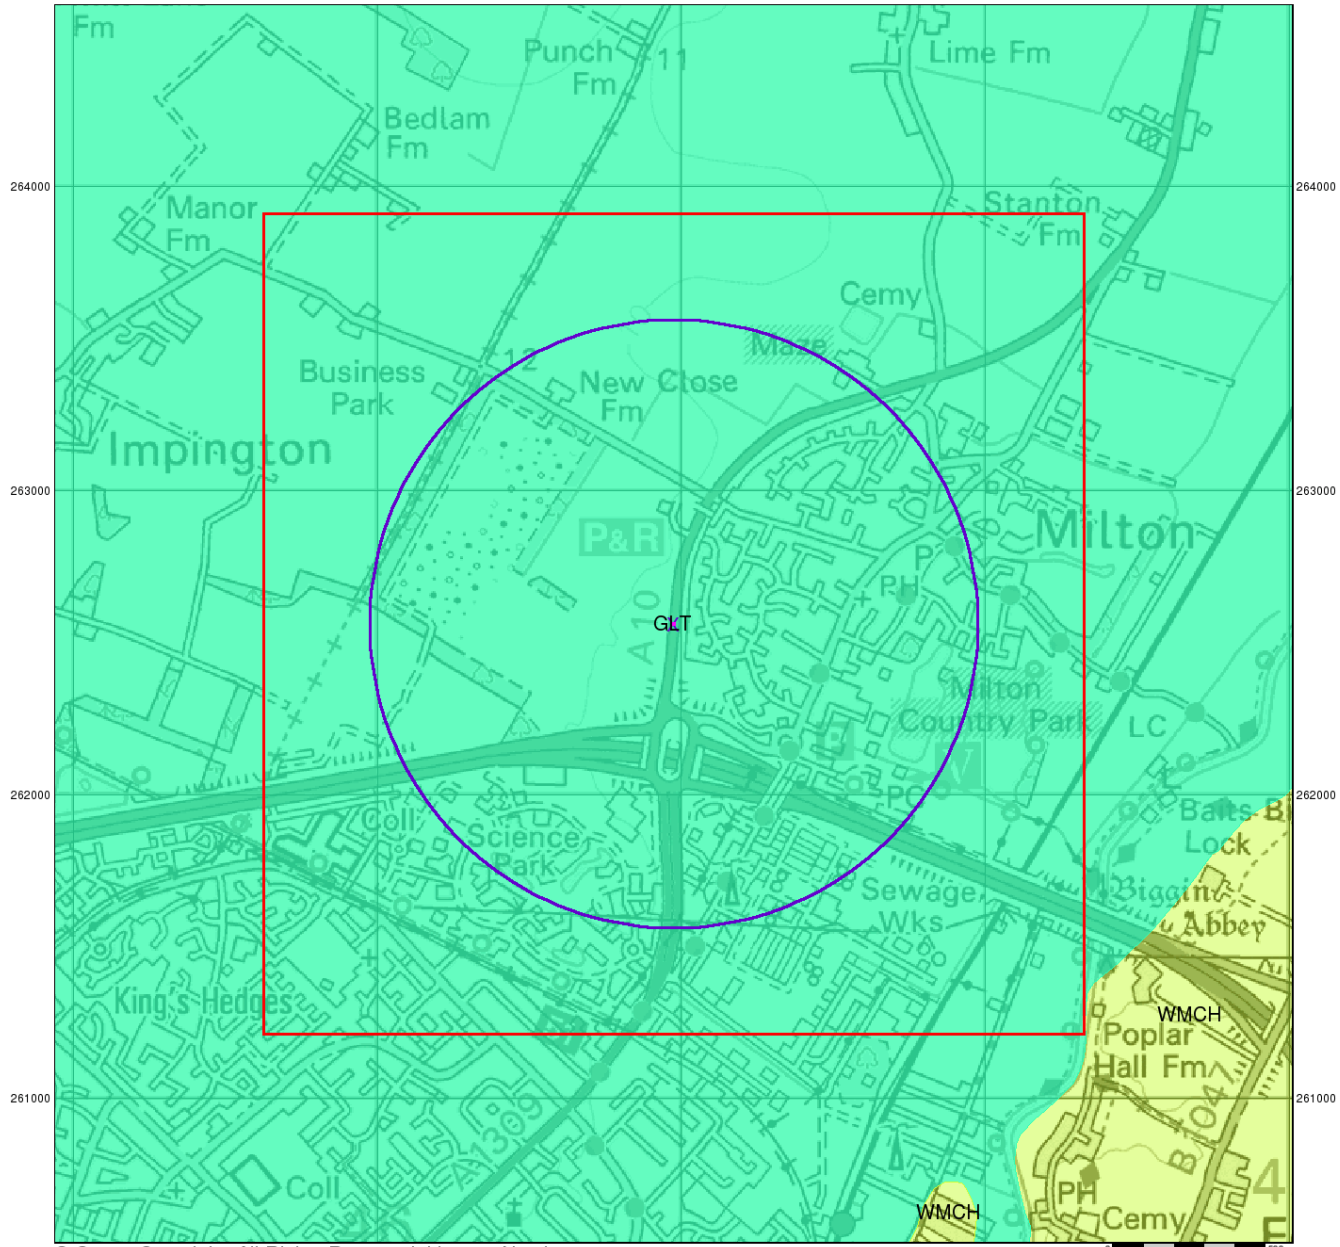 Fm
Punch
Fm
11
Lime Fm
Bedlam
Fm
264000
264000
Manor
Fm
Stanton
Fm
Cemy
Maze
12
Business
Park
New Close
Fm
Impington
263000
263000
P&R
Milton
P
PH
GLT
A 10
Milton
Country Park
LC
V
PC
262000
262000
Coll
Science
Park
Baits B
Lock
Sewage
Wks
Biggin
Abbey
King's Hedges
WMCH
Poplar
Hall Fm
261000
261000
A1309
B 1047
Coll
PH
4
WMCH
Cemy
F